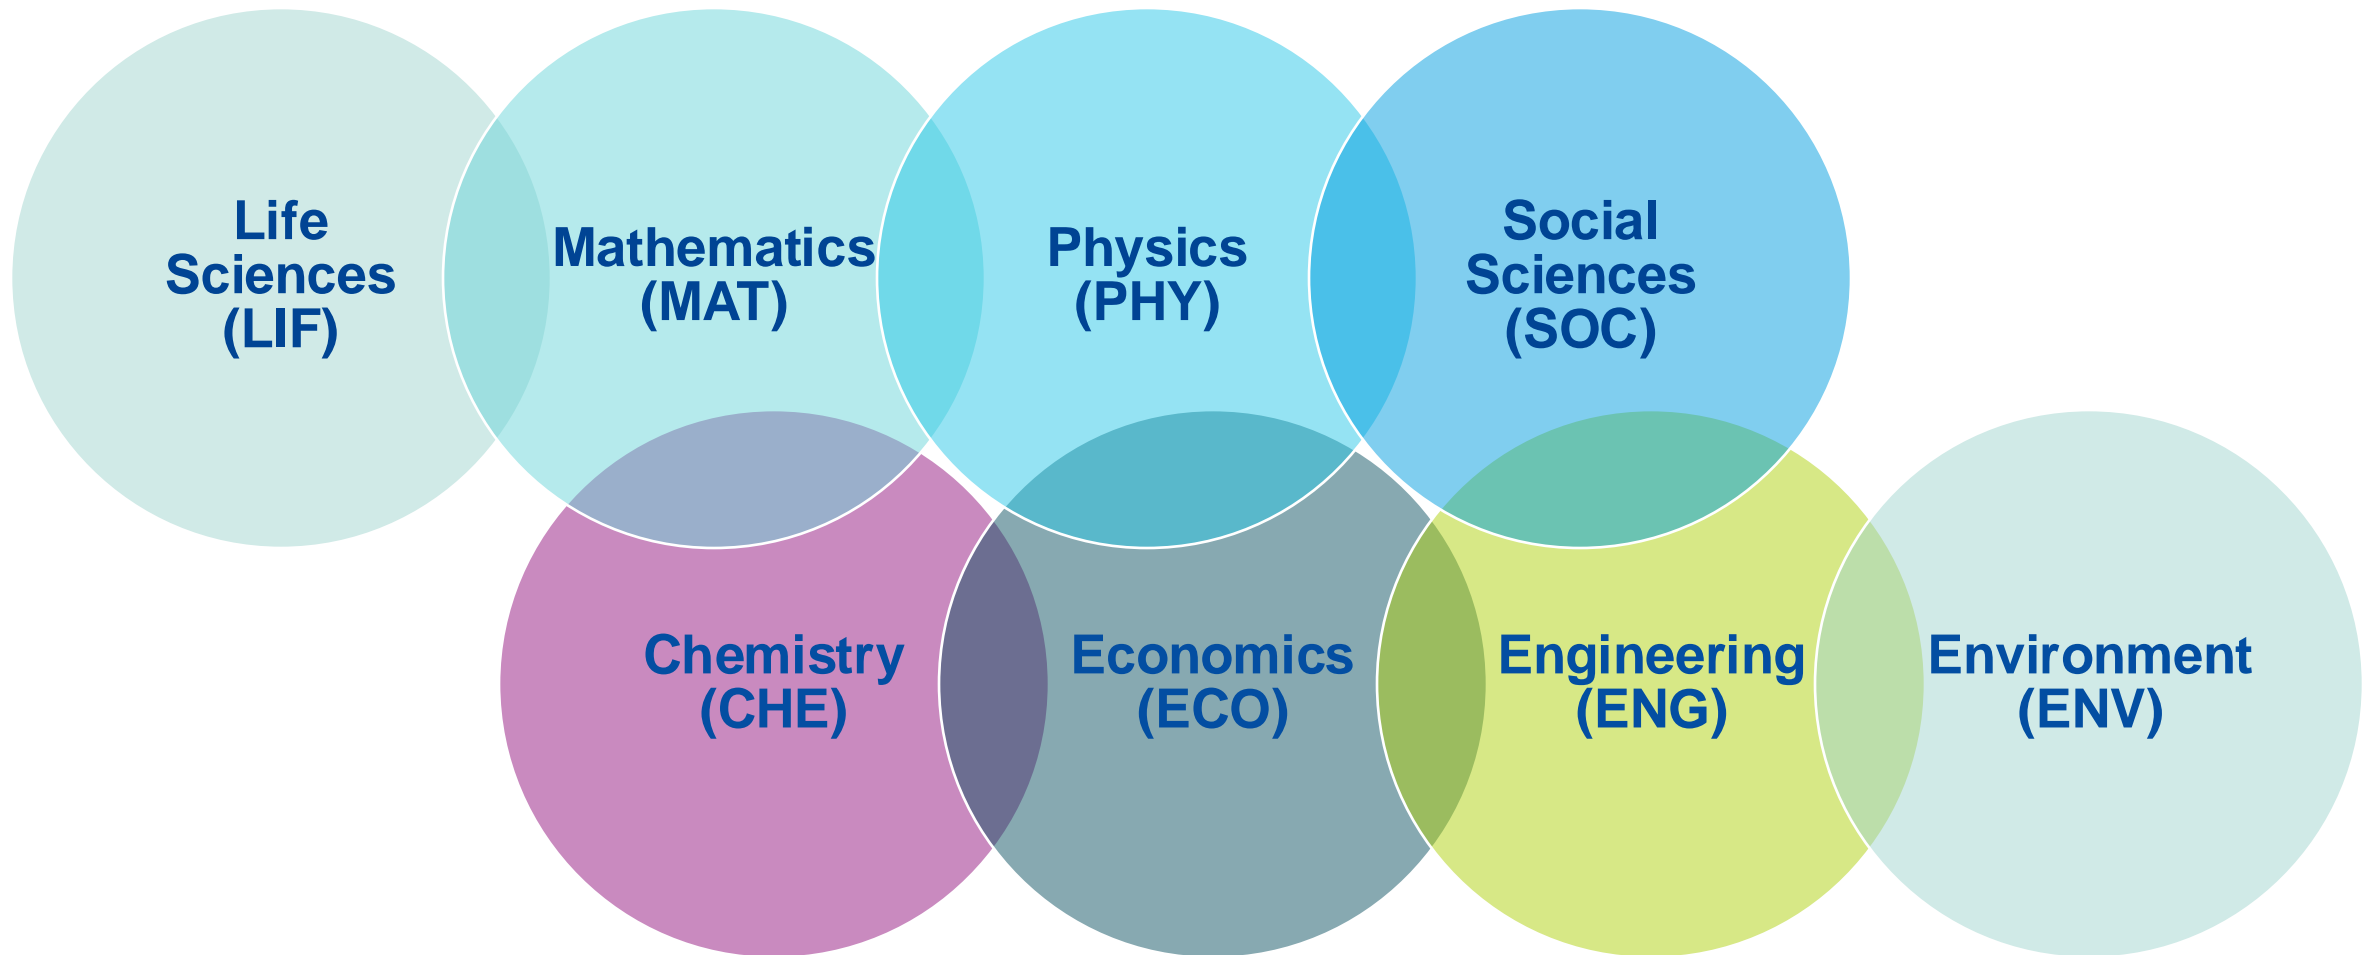 Life
Sciences
(LIF)
Mathematics
(MAT)
Physics
(PHY)
Social
Sciences
(SOC)
Chemistry
(CHE)
Economics
(ECO)
Engineering
(ENG)
Environment
(ENV)